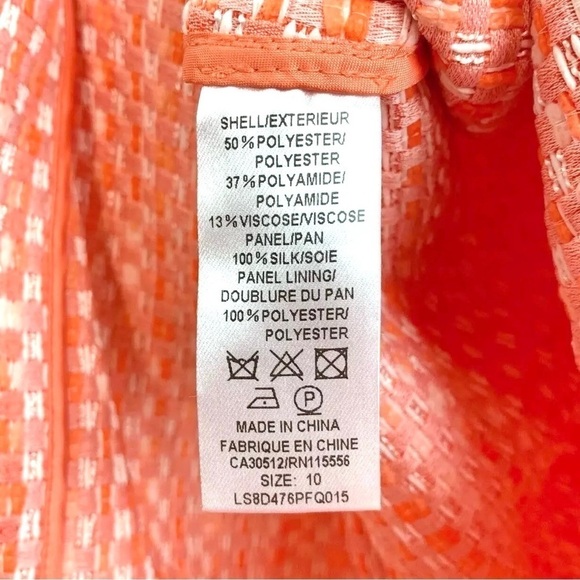 SHELL/EXTERIEUR
50% POLYESTER/
POLYESTER
37% POLYAMIDE/
POLYAMIDE
13% VISCOSE/VISCOSE
PANEL/PAN
100% SILK/SOIE
PANEL LINING/
DOUBLURE DU PAN
100% POLYESTER/
POLYESTER
P
MADE IN CHINA
FABRIQUE EN CHINE
CA30512/RN115556
SIZE: 10
LS8D476PFQ015